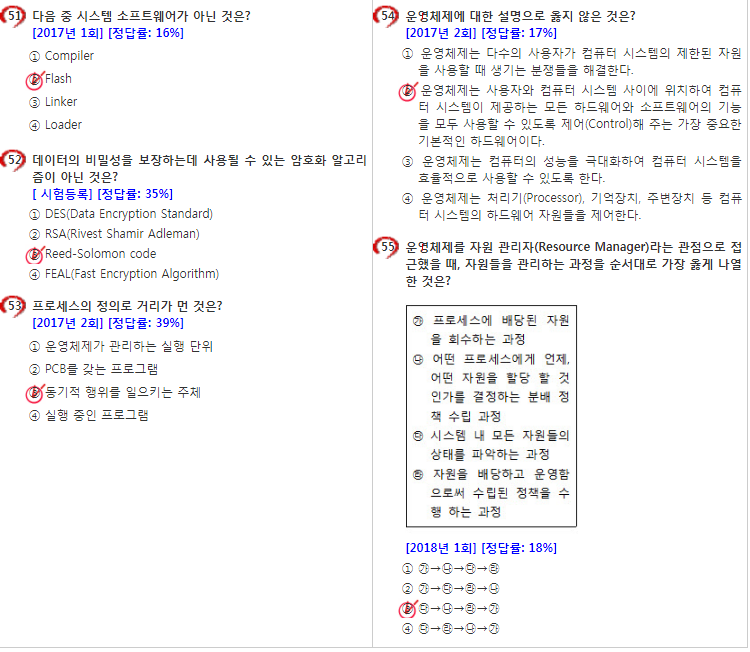 51 다음 중 시스템 소프트웨어가 아닌 것은?
[2017년 1회] [정답률: 16%]
① Compiler
② Flash
③ Linker
④ Loader
52 데이터의 비밀성을 보장하는데 사용될 수 있는 암호화 알고리
즘이 아닌 것은?
[ 시험등록] [정답률: 35%]
① DES(Data Encryption Standard)
② RSA(Rivest Shamir Adleman)
③ Reed-Solomon code
④ FEAL(Fast Encryption Algorithm)
53 프로세스의 정의로 거리가 먼 것은?
[2017년 2회] [정답률: 39%]
① 운영체제가 관리하는 실행 단위
② PCB를 갖는 프로그램
③ 동기적 행위를 일으키는 주체
④ 실행 중인 프로그램
54 운영체제에 대한 설명으로 옳지 않은 것은?
[2017년 2회] [정답률: 17%]
① 운영체제는 다수의 사용자가 컴퓨터 시스템의 제한된 자원
을 사용할 때 생기는 분쟁들을 해결한다.
② 운영체제는 사용자와 컴퓨터 시스템 사이에 위치하여 컴퓨
터 시스템이 제공하는 모든 하드웨어와 소프트웨어의 기능
을 모두 사용할 수 있도록 제어(Control)해 주는 가장 중요한
기본적인 하드웨어이다.
③ 운영체제는 컴퓨터의 성능을 극대화하여 컴퓨터 시스템을
효율적으로 사용할 수 있도록 한다.
④ 운영체제는 처리기(Processor), 기억장치, 주변장치 등 컴퓨
터 시스템의 하드웨어 자원들을 제어한다.
55 운영체제를 자원 관리자(Resource Manager)라는 관점으로 접
근했을 때, 자원들을 관리하는 과정을 순서대로 가장 옳게 나열
한 것은?
㉮ 프로세스에 배당된 자원
을 회수하는 과정
㉯ 어떤 프로세스에게 언제,
어떤 자원을 할당 할 것
인가를 결정하는 분배 정
책 수립 과정
㉰ 시스템 내 모든 자원들의
상태를 파악하는 과정
㉱ 자원을 배당하고 운영함
으로써 수립된 정책을 수
행 하는 과정
[2018년 1회] [정답률: 18%]
① ㉮→㉯→㉰→㉱
② ㉮→㉰→㉱→㉯
③ ㉰→㉯→㉱→㉮
④ ㉰→㉱→㉯→㉮